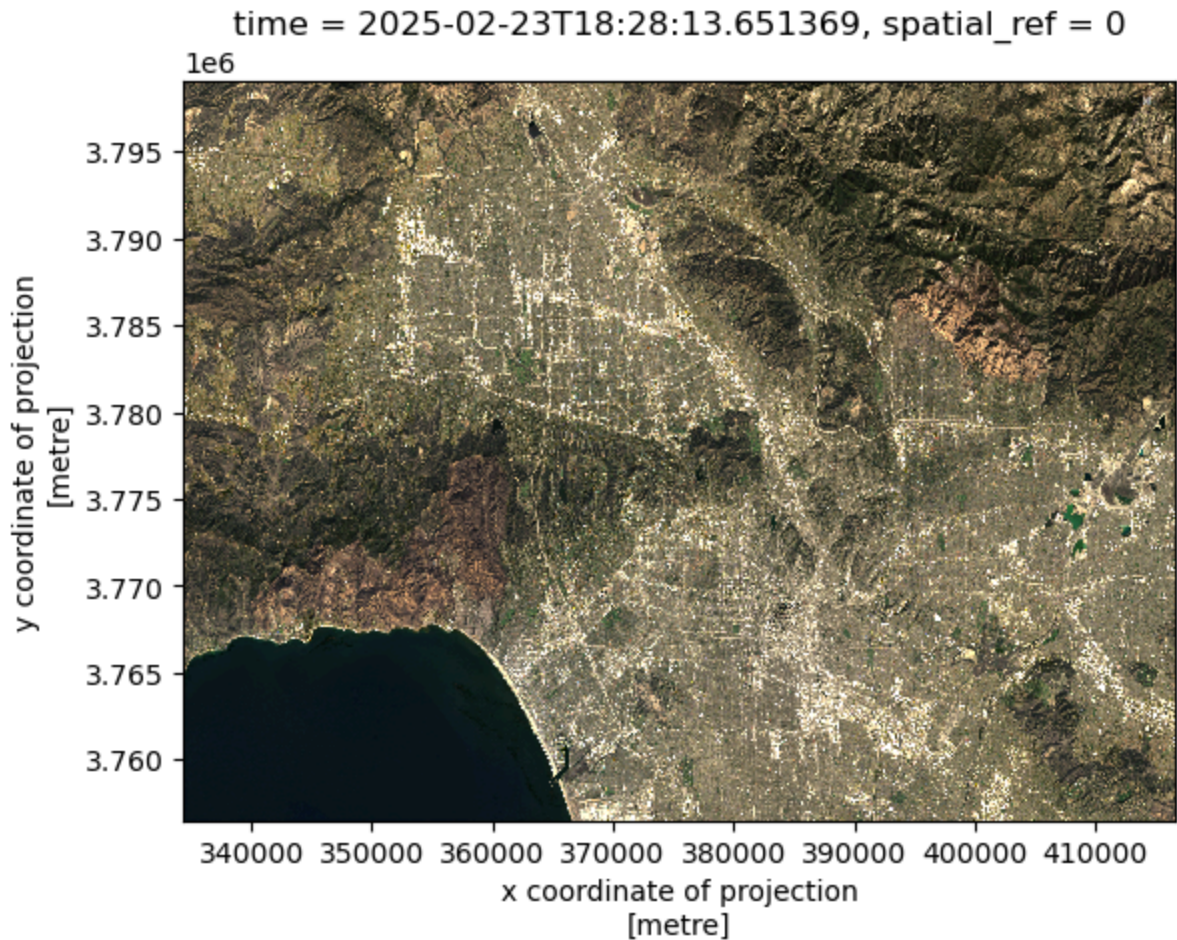 time = 2025-02-23T18:28:13.651369, spatial_ref = 0
1e6
3.795
3.790
3.785
3.780
3.775
3.770
3.765
3.760
y coordinate of projection
[metre]
340000 350000 360000 370000 380000 390000 400000 410000
x coordinate of projection
[metre]